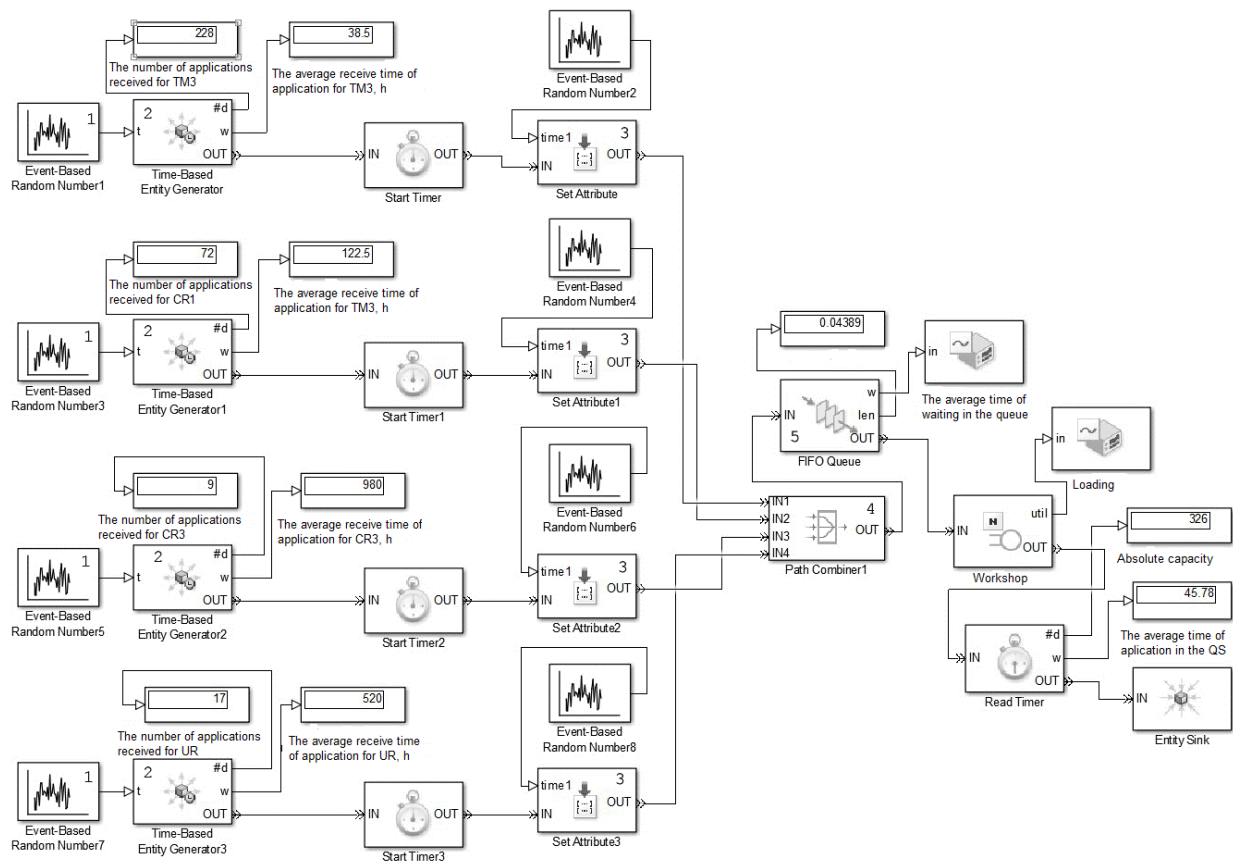 228
The number of applications
received for TM3
38.5
The average receive time of
application for TM3, h
Event-Based
Random Number2
1
Event-Based
Random Number1
t
2
#d
w
OUT
Time-Based
Entity Generator
IN
OUT
Start Timer
time1
3
IN
OUT
Set Attribute
72
The number of applications
received for CR1
122.5
The average receive time of
application for TM3, h
Event-Based
Random Number4
1
Event-Based
Random Number3
t
2
#d
w
OUT
Time-Based
Entity Generator1
IN
OUT
Start Timer1
time1
3
IN
OUT
Set Attribute1
0.04389
IN
w
len
OUT
5
FIFO Queue
in
The average time of
waiting in the queue
in
Loading
9
The number of applications
received for CR3
980
The average receive time of
application for CR3, h
Event-Based
Random Number6
1
Event-Based
Random Number5
t
2
#d
w
OUT
Time-Based
Entity Generator2
IN
OUT
Start Timer2
time1
3
IN
OUT
Set Attribute2
IN1
IN2
IN3
IN4
4
OUT
Path Combiner1
IN
N
util
OUT
Workshop
326
Absolute capacity
45.78
The average time of
aplication in the QS
IN
#d
w
OUT
Read Timer
IN
Entity Sink
17
The number of applications
received for UR
520
The average receive time
of application for UR, h
Event-Based
Random Number8
1
Event-Based
Random Number7
t
2
#d
w
OUT
Time-Based
Entity Generator3
IN
OUT
Start Timer3
time1
3
IN
OUT
Set Attribute3